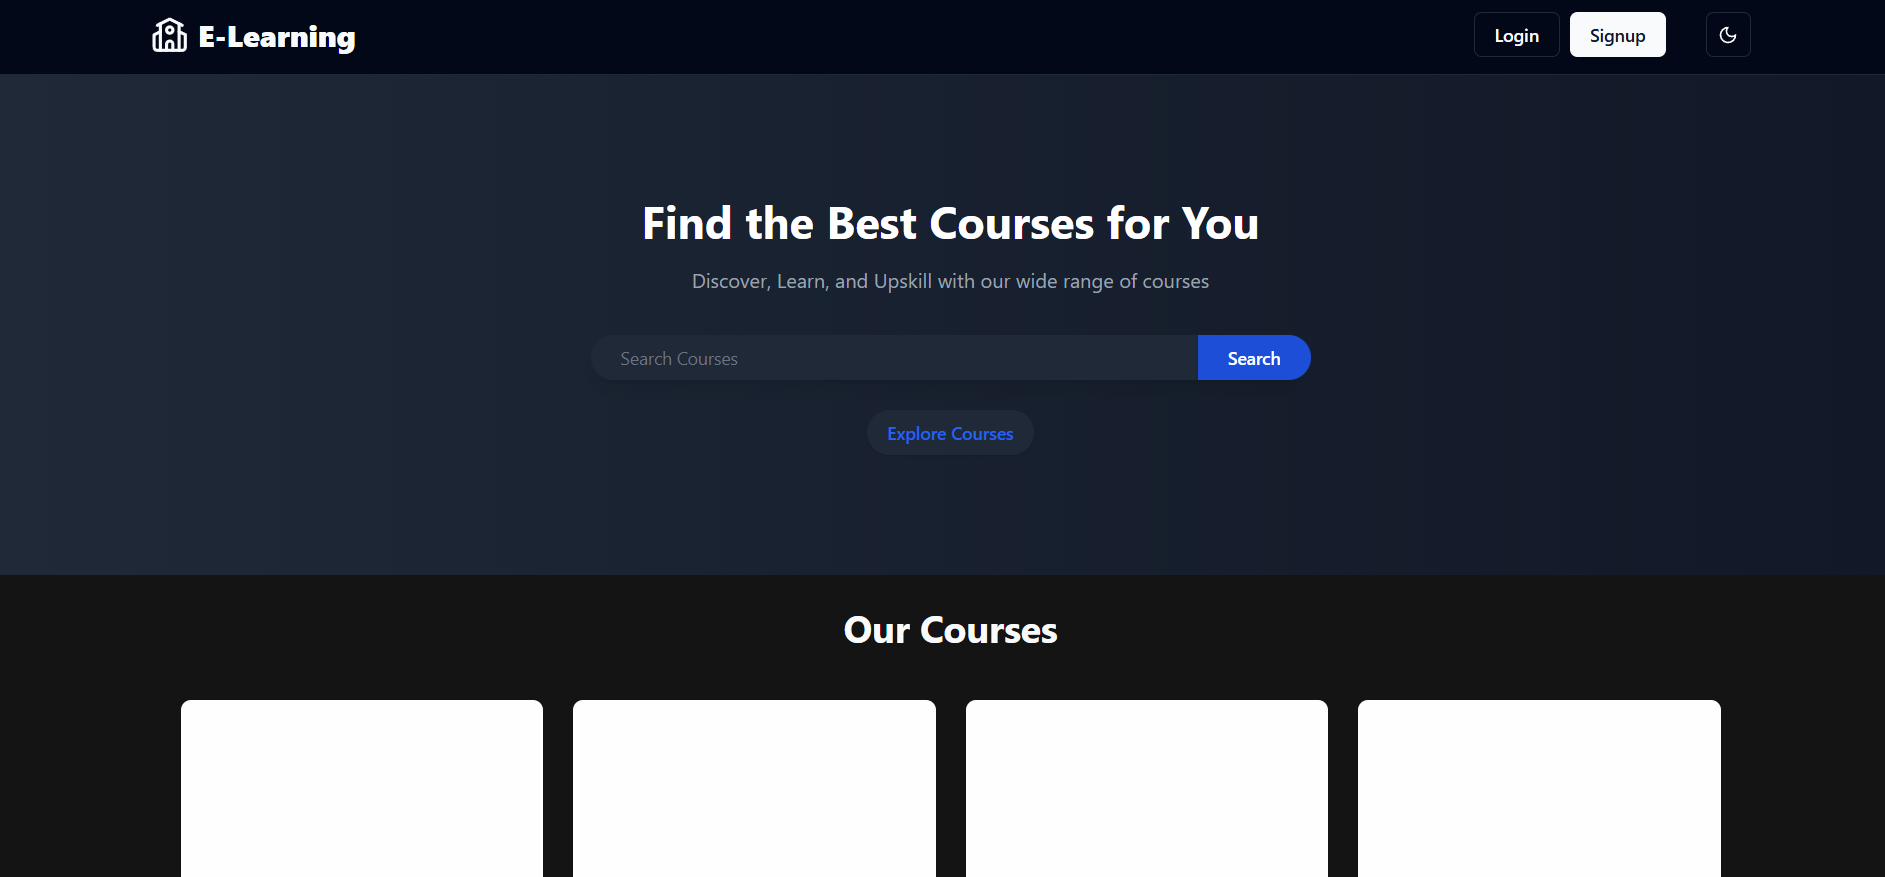 E-Learning
Login
Signup
Find the Best Courses for You
Discover, Learn, and Upskill with our wide range of courses
Search Courses
Search
Explore Courses
Our Courses